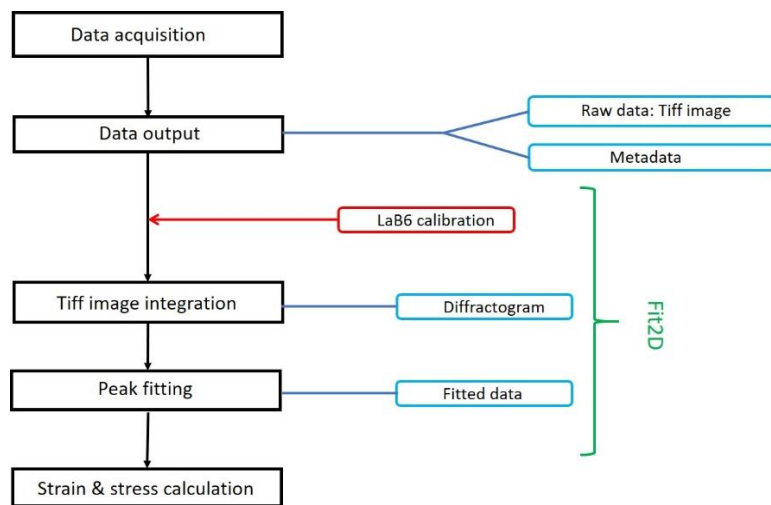 Data acquisition
Data output
Raw data: Tiff image
Metadata
LaB6 calibration
Tiff image integration
Diffractogram
Fit2D
Peak fitting
Fitted data
Strain & stress calculation